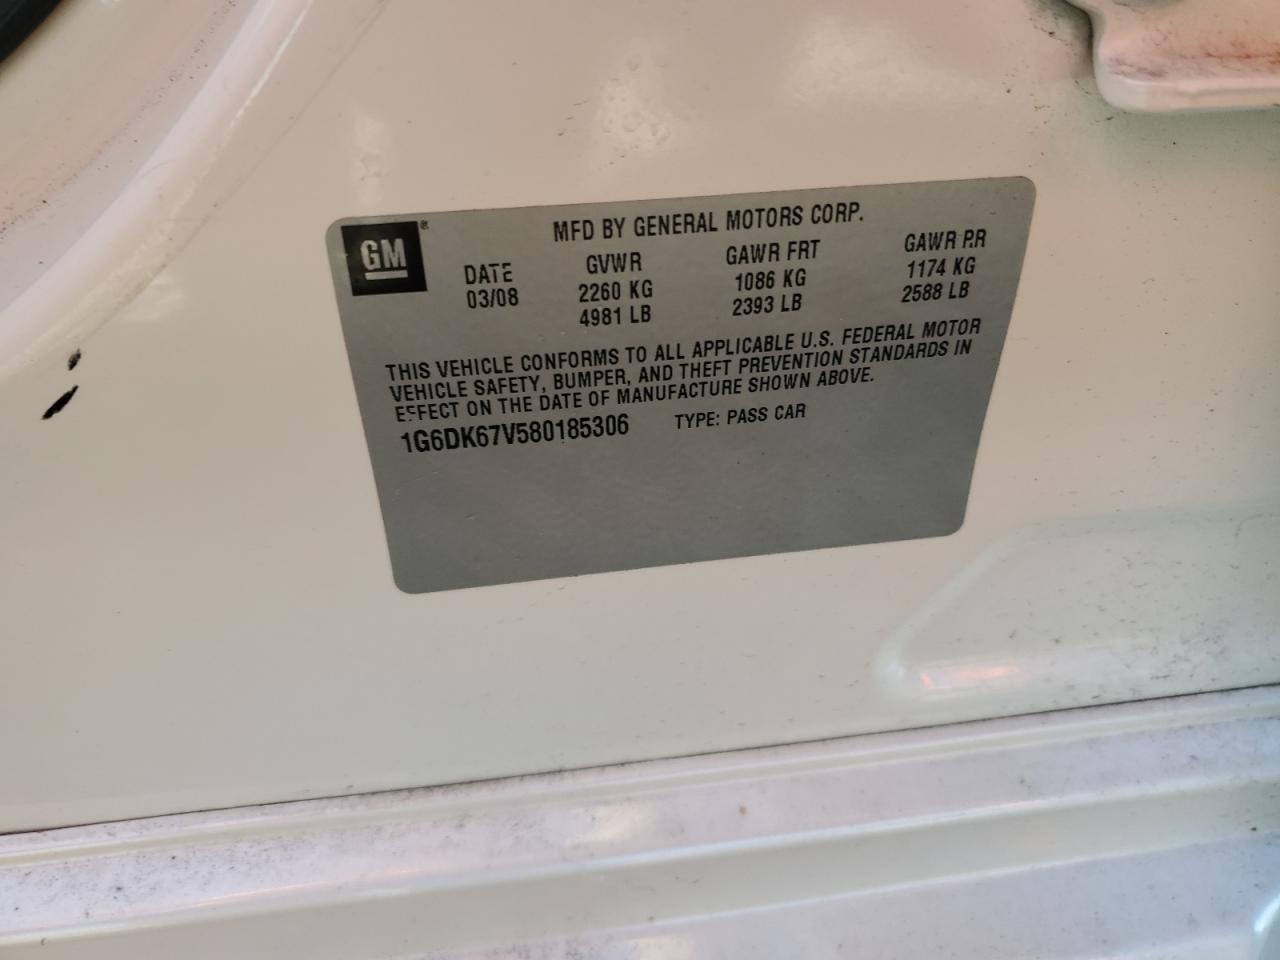 GM ®
MFD BY GENERAL MOTORS CORP.
DATE GVWR GAWR FRT GAWR RR
03/08 2260 KG 1086 KG 1174 KG
4981 LB 2393 LB 2588 LB
THIS VEHICLE CONFORMS TO ALL APPLICABLE U.S. FEDERAL MOTOR
VEHICLE SAFETY, BUMPER, AND THEFT PREVENTION STANDARDS IN
EFFECT ON THE DATE OF MANUFACTURE SHOWN ABOVE.
1G6DK67V580185306 TYPE: PASS CAR